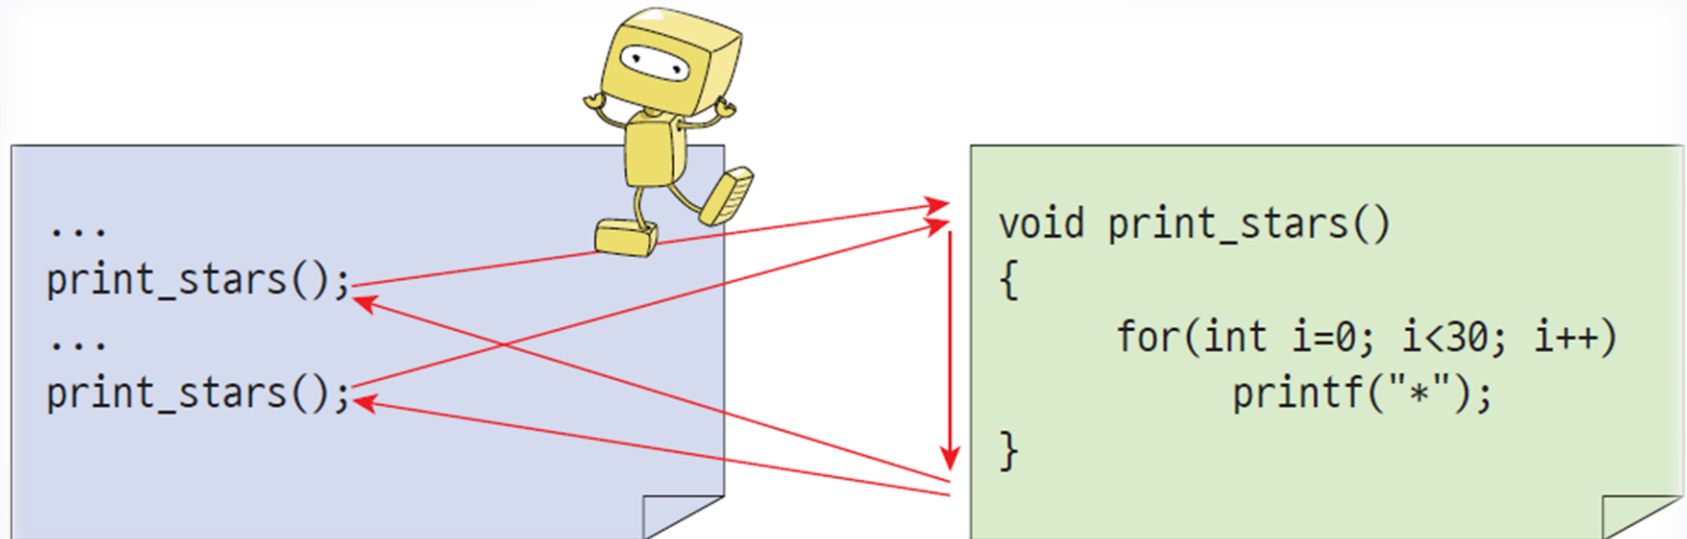 ...
print_stars();
...
print_stars();
void print_stars()
{
for(int i=0; i<30; i++)
printf("*");
}